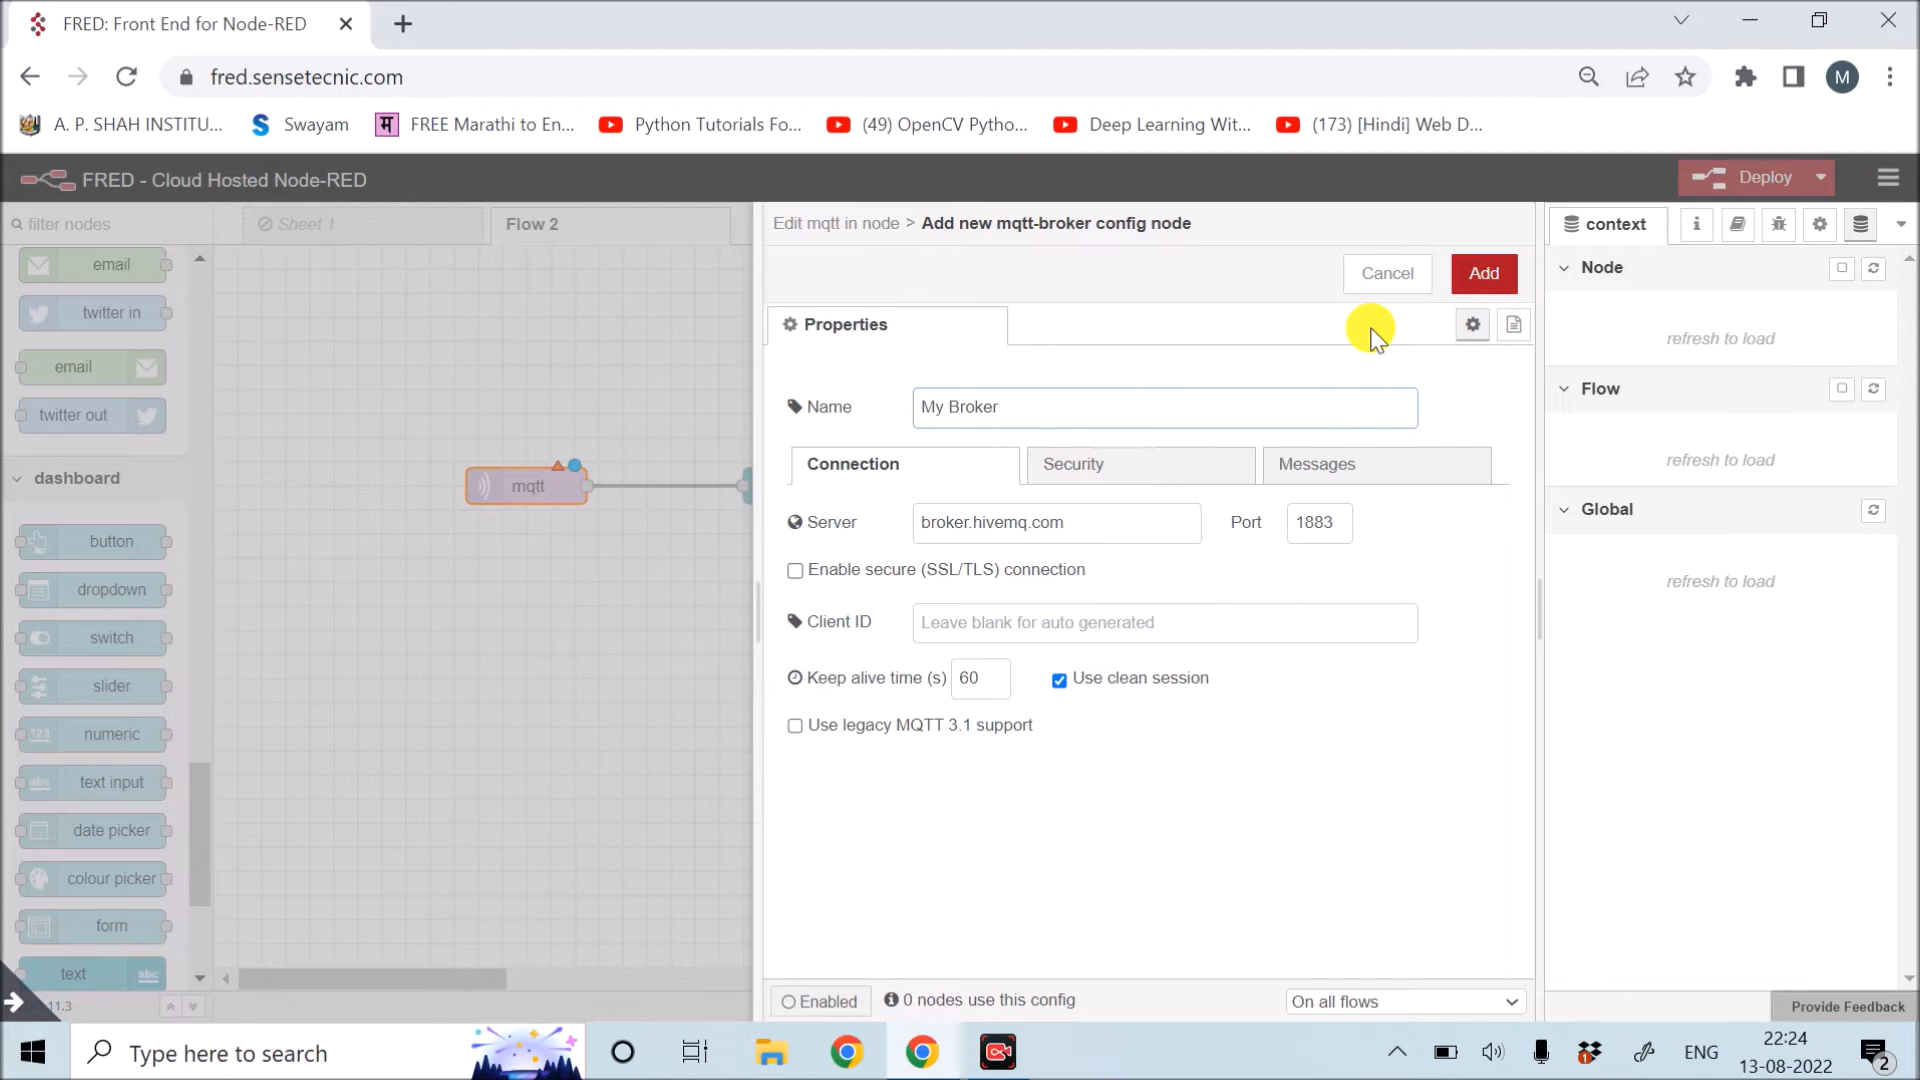 FRED: Front End for Node-RED
fred.sensetecnic.com
M
A. P. SHAH INSTITU...
Swayam
FREE Marathi to En...
Python Tutorials Fo...
(49) OpenCV Pytho...
Deep Learning Wit...
(173) [Hindi] Web D...
FRED - Cloud Hosted Node-RED
Deploy
filter nodes
Sheet 1
Flow 2
Edit mqtt in node > Add new mqtt-broker config node
context
Cancel
Add
email
twitter in
email
twitter out
dashboard
button
dropdown
switch
slider
numeric
text input
date picker
colour picker
form
text
abc
mqtt
Properties
Name
My Broker
Connection
Security
Messages
Server
broker.hivemq.com
Port
1883
Enable secure (SSL/TLS) connection
Client ID
Leave blank for auto generated
Keep alive time (s)
60
Use clean session
Use legacy MQTT 3.1 support
Enabled
0 nodes use this config
On all flows
Node
refresh to load
Flow
refresh to load
Global
refresh to load
Provide Feedback
Type here to search
ENG
22:24
13-08-2022
2